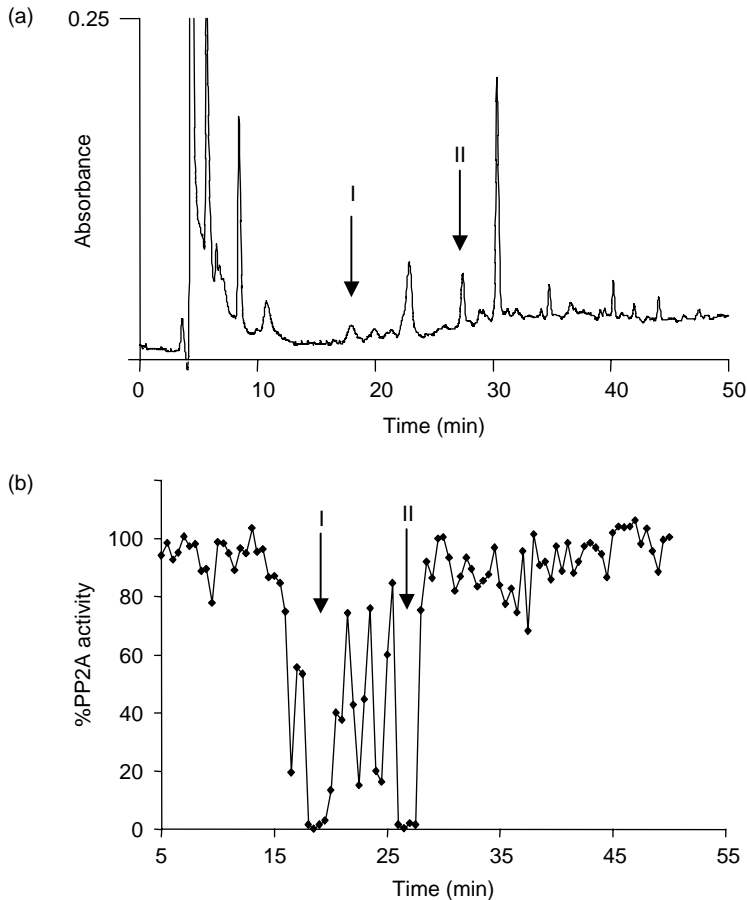 (a)
0.25
Absorbance
I
II
0 10 20 30 40 50
Time (min)
(b)
%PP2A activity
100
80
60
40
20
0
I
II
5 15 25 35 45 55
Time (min)